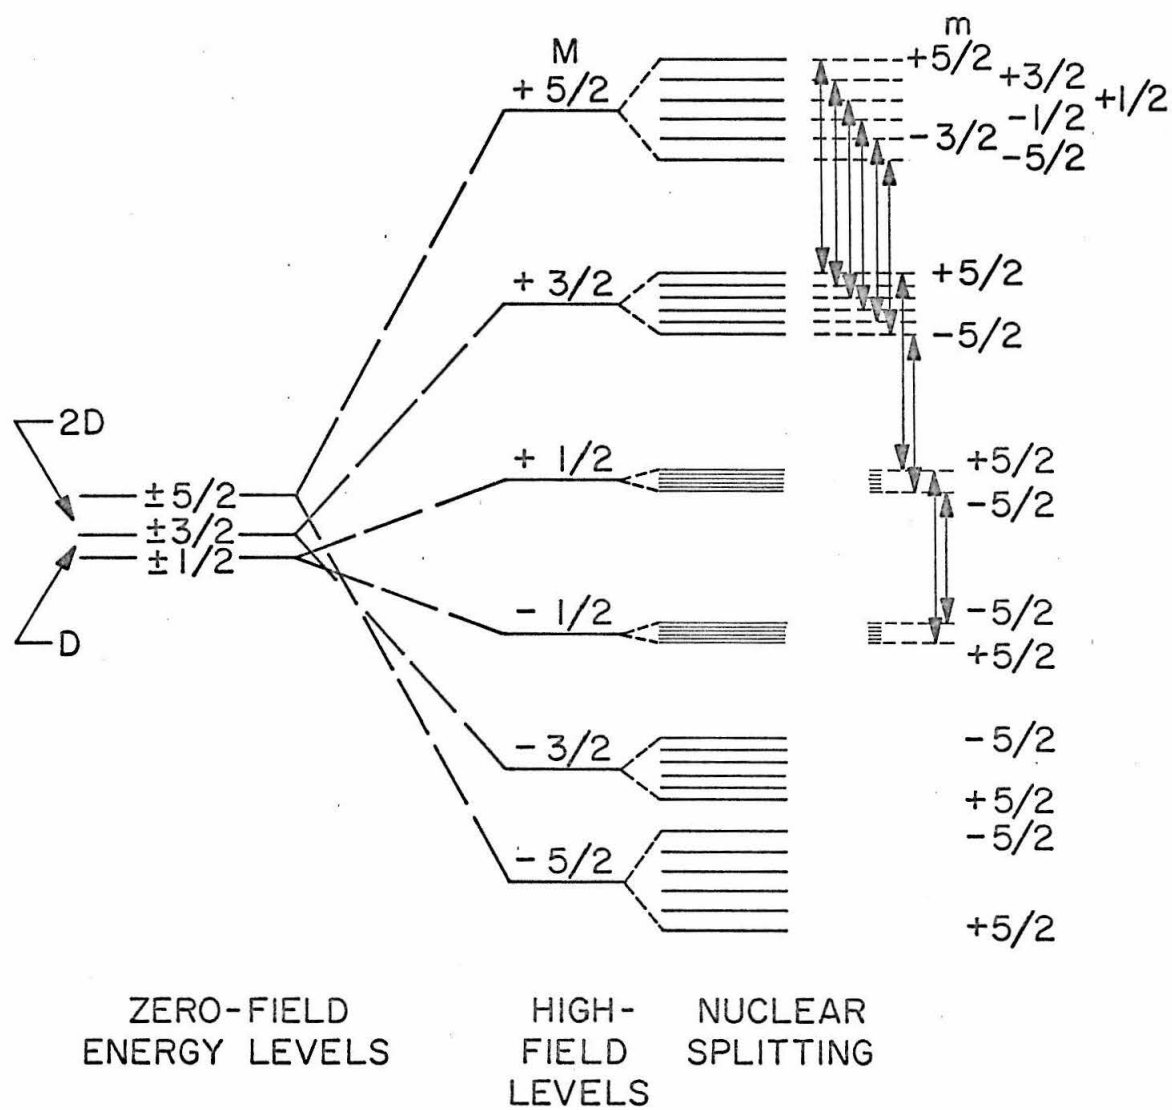 M
m
+ 5/2
+5/2
+3/2
+1/2
-1/2
-3/2
-5/2
+ 3/2
+5/2
-5/2
2D
±5/2
±3/2
±1/2
D
+ 1/2
+5/2
-5/2
- 1/2
-5/2
+5/2
- 3/2
-5/2
+5/2
- 5/2
-5/2
+5/2
ZERO-FIELD
ENERGY LEVELS
HIGH-
FIELD
LEVELS
NUCLEAR
SPLITTING